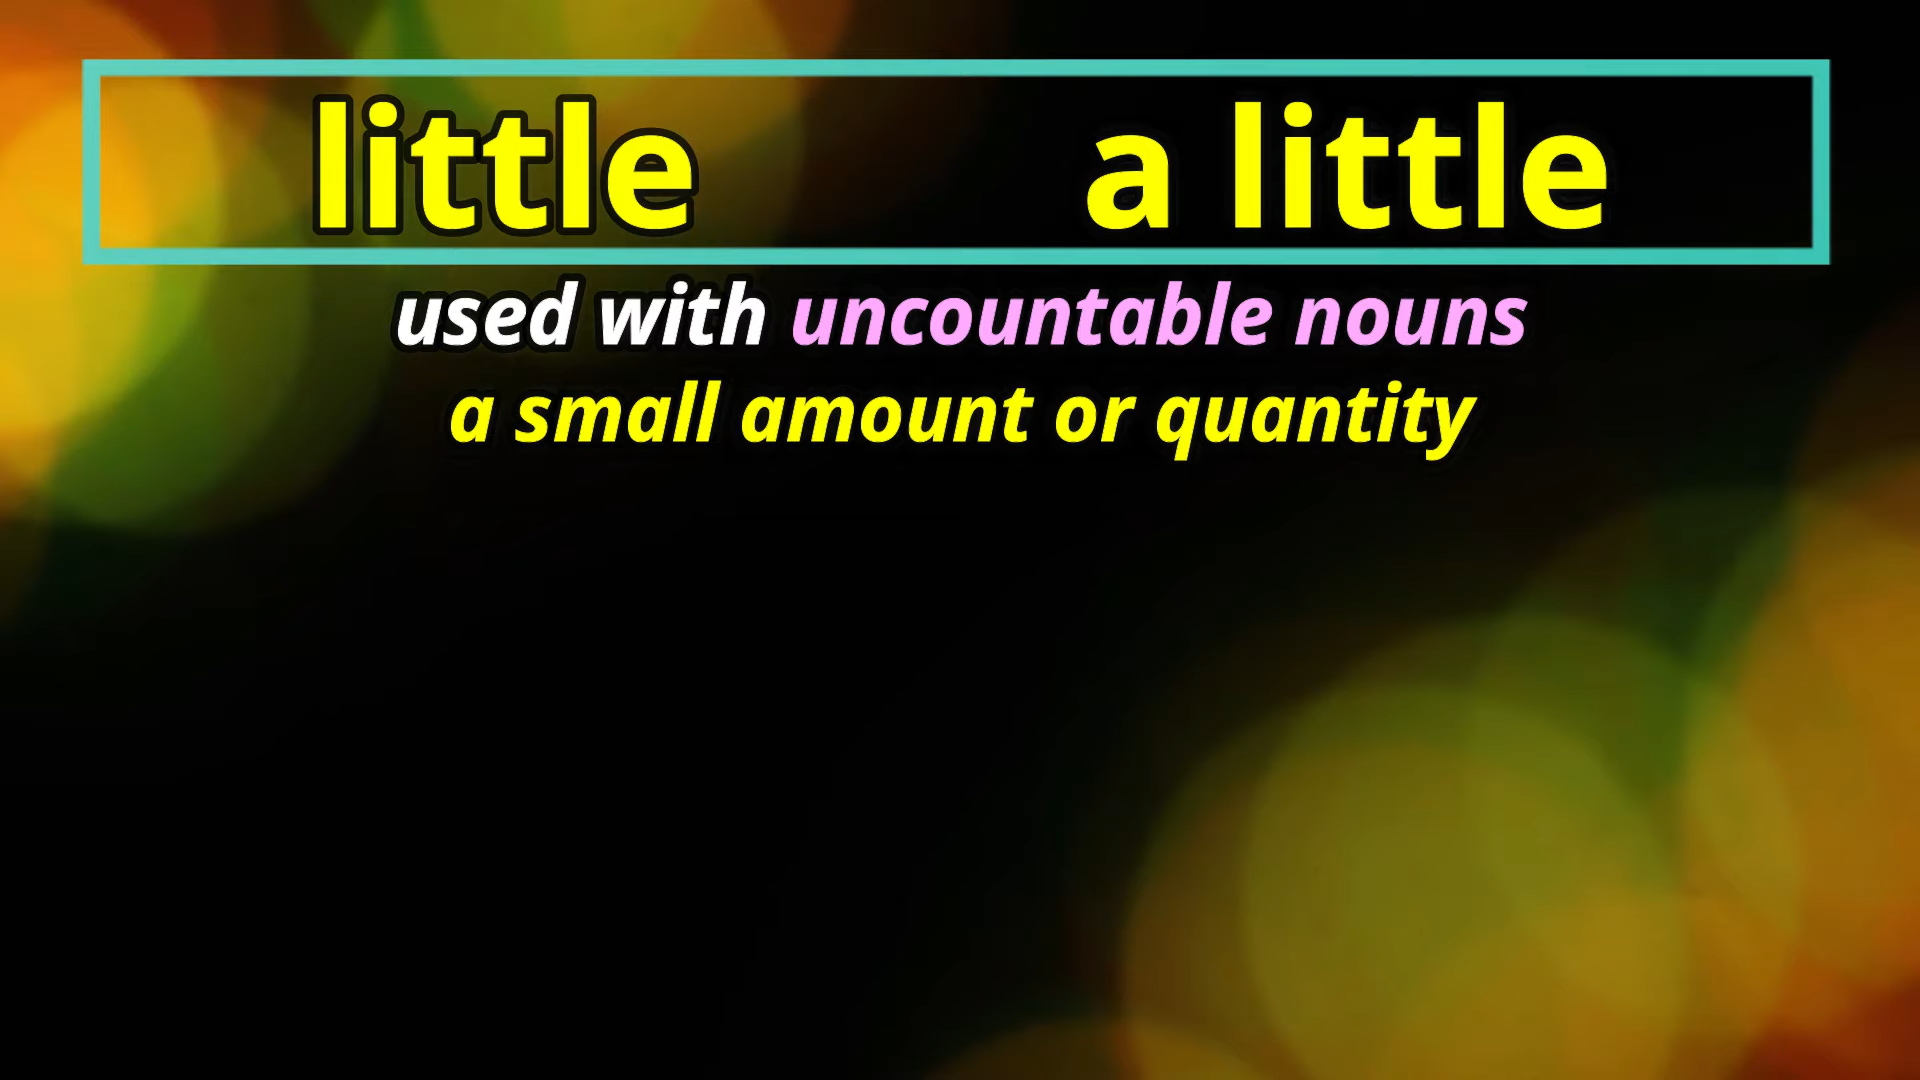 little a little
used with uncountable nouns
a small amount or quantity